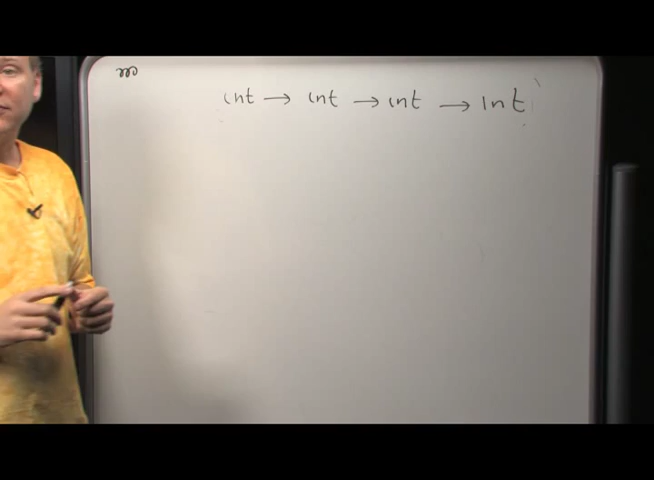 int → int → int → int